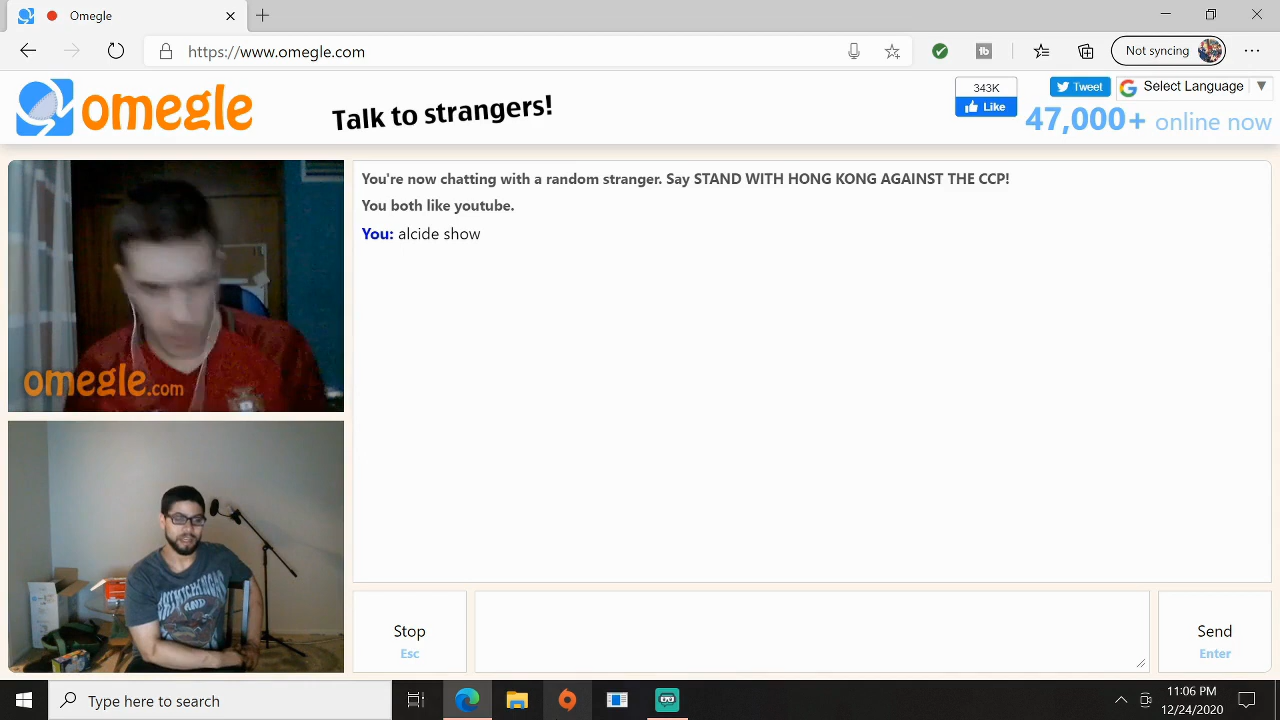 Omegle
https://www.omegle.com
Not syncing
omegle
Talk to strangers!
343K
Like
Tweet
Select Language
47,000+ online now
You're now chatting with a random stranger. Say STAND WITH HONG KONG AGAINST THE CCP!
You both like youtube.
You: alcide show
omegle.com
Stop
Esc
Send
Enter
Type here to search
11:06 PM
12/24/2020